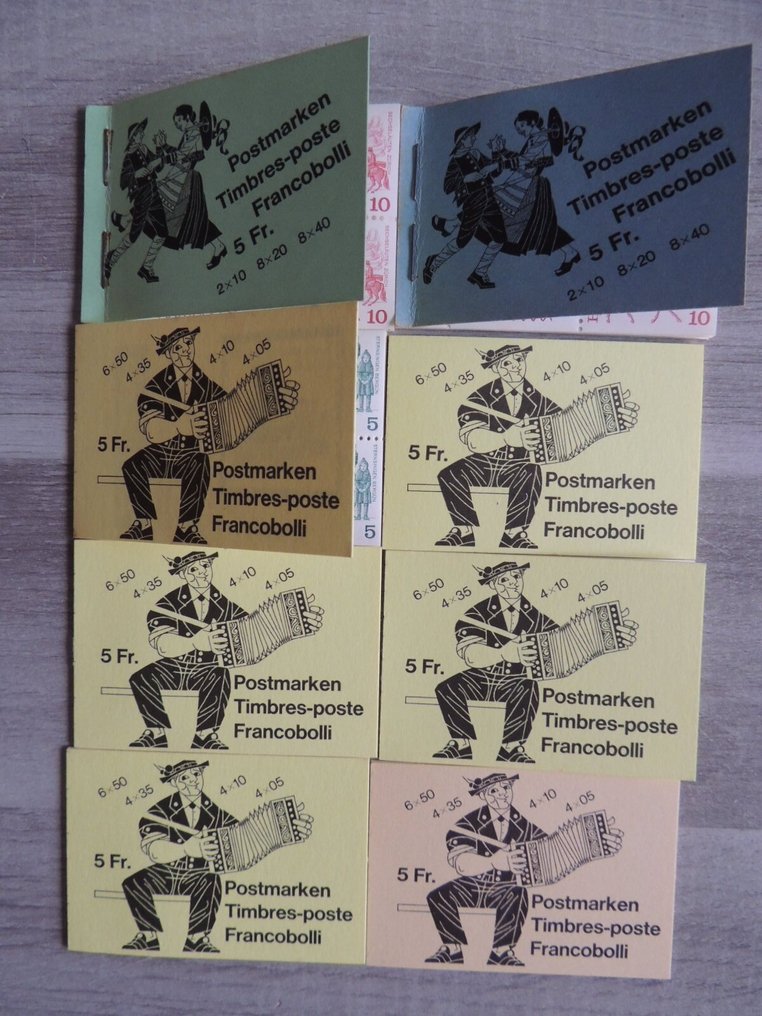 Postmarken
Timbres-poste
Francobolli
5 Fr.
2×10 8×20 8×40
10
10
Postmarken
Timbres-poste
Francobolli
5 Fr.
2×10 8×20 8×40
10
6×50 4×35 4×10 4×05
5 Fr.
Postmarken
Timbres-poste
Francobolli
5
5
6×50 4×35 4×10 4×05
5 Fr.
Postmarken
Timbres-poste
Francobolli
6×50 4×35 4×10 4×05
5 Fr.
Postmarken
Timbres-poste
Francobolli
6×50 4×35 4×10 4×05
5 Fr.
Postmarken
Timbres-poste
Francobolli
6×50 4×35 4×10 4×05
5 Fr.
Postmarken
Timbres-poste
Francobolli
6×50 4×35 4×10 4×05
5 Fr.
Postmarken
Timbres-poste
Francobolli